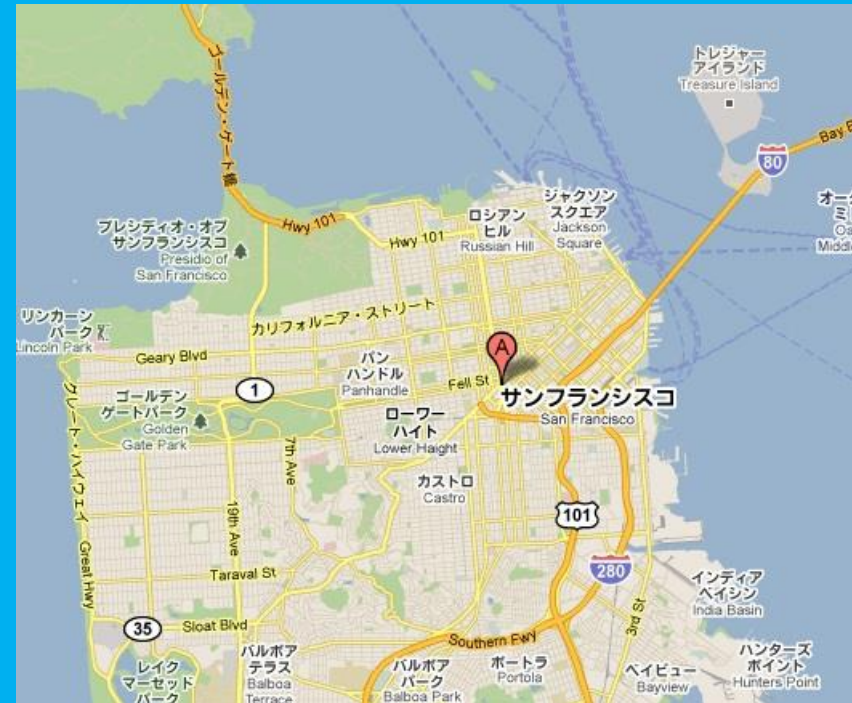 トレジャー
アイランド
Treasure Island
ゴールデン・ゲート橋
Bay B
80
ジャクソン
スクエア
Jackson
Square
ロシアン
ヒル
Russian Hill
オー
ミ
Oa
Middle
プレシディオ・オブ
サンフランシスコ
Presidio of
San Francisco
Hwy 101
Hwy 101
リンカーン
パーク
Lincoln Park
カリフォルニア・ストリート
Geary Blvd
パン
ハンドル
Panhandle
A
Fell St
1
サンフランシスコ
San Francisco
ゴールデン
ゲートパーク
Golden
Gate Park
ローワー
ハイト
Lower Haight
グレート・ハイウェイ
Great Hwy
7th Ave
19th Ave
カストロ
Castro
101
280
Taraval St
インディア
ベイシン
India Basin
3rd St
35
Sloat Blvd
Southern Fwy
レイク
マーセッド
パーク
バルボア
テラス
Balboa
Terrace
バルボア
パーク
Balboa Park
ポートラ
Portola
ベイビュー
Bayview
ハンターズ
ポイント
Hunters Point